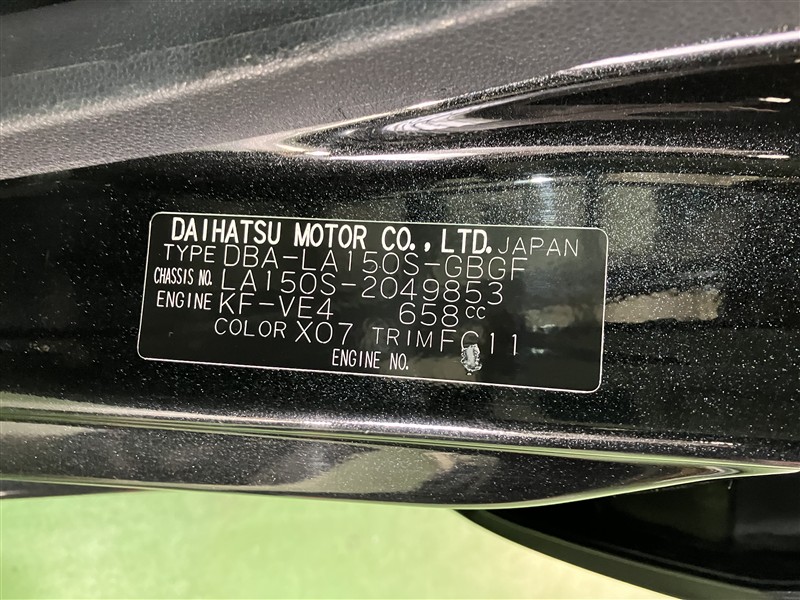 DAIHATSU MOTOR CO., LTD. JAPAN
TYPE DBA-LA150S-GBGF
CHASSIS NO. LA150S-2049853
ENGINE KF-VE4 658cc
COLOR X07 TRIM FC11
ENGINE NO.